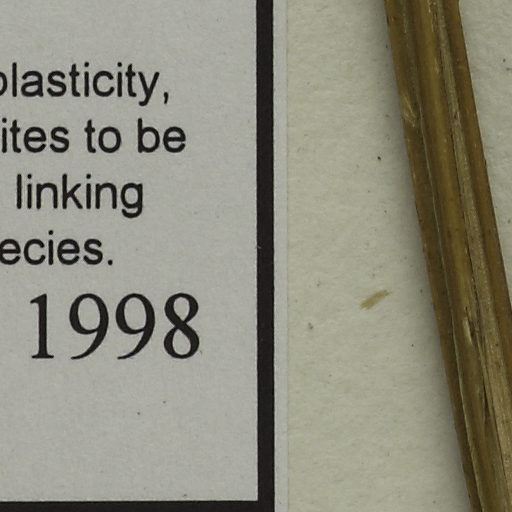 plasticity,
ites to be
linking
ecies.
1998